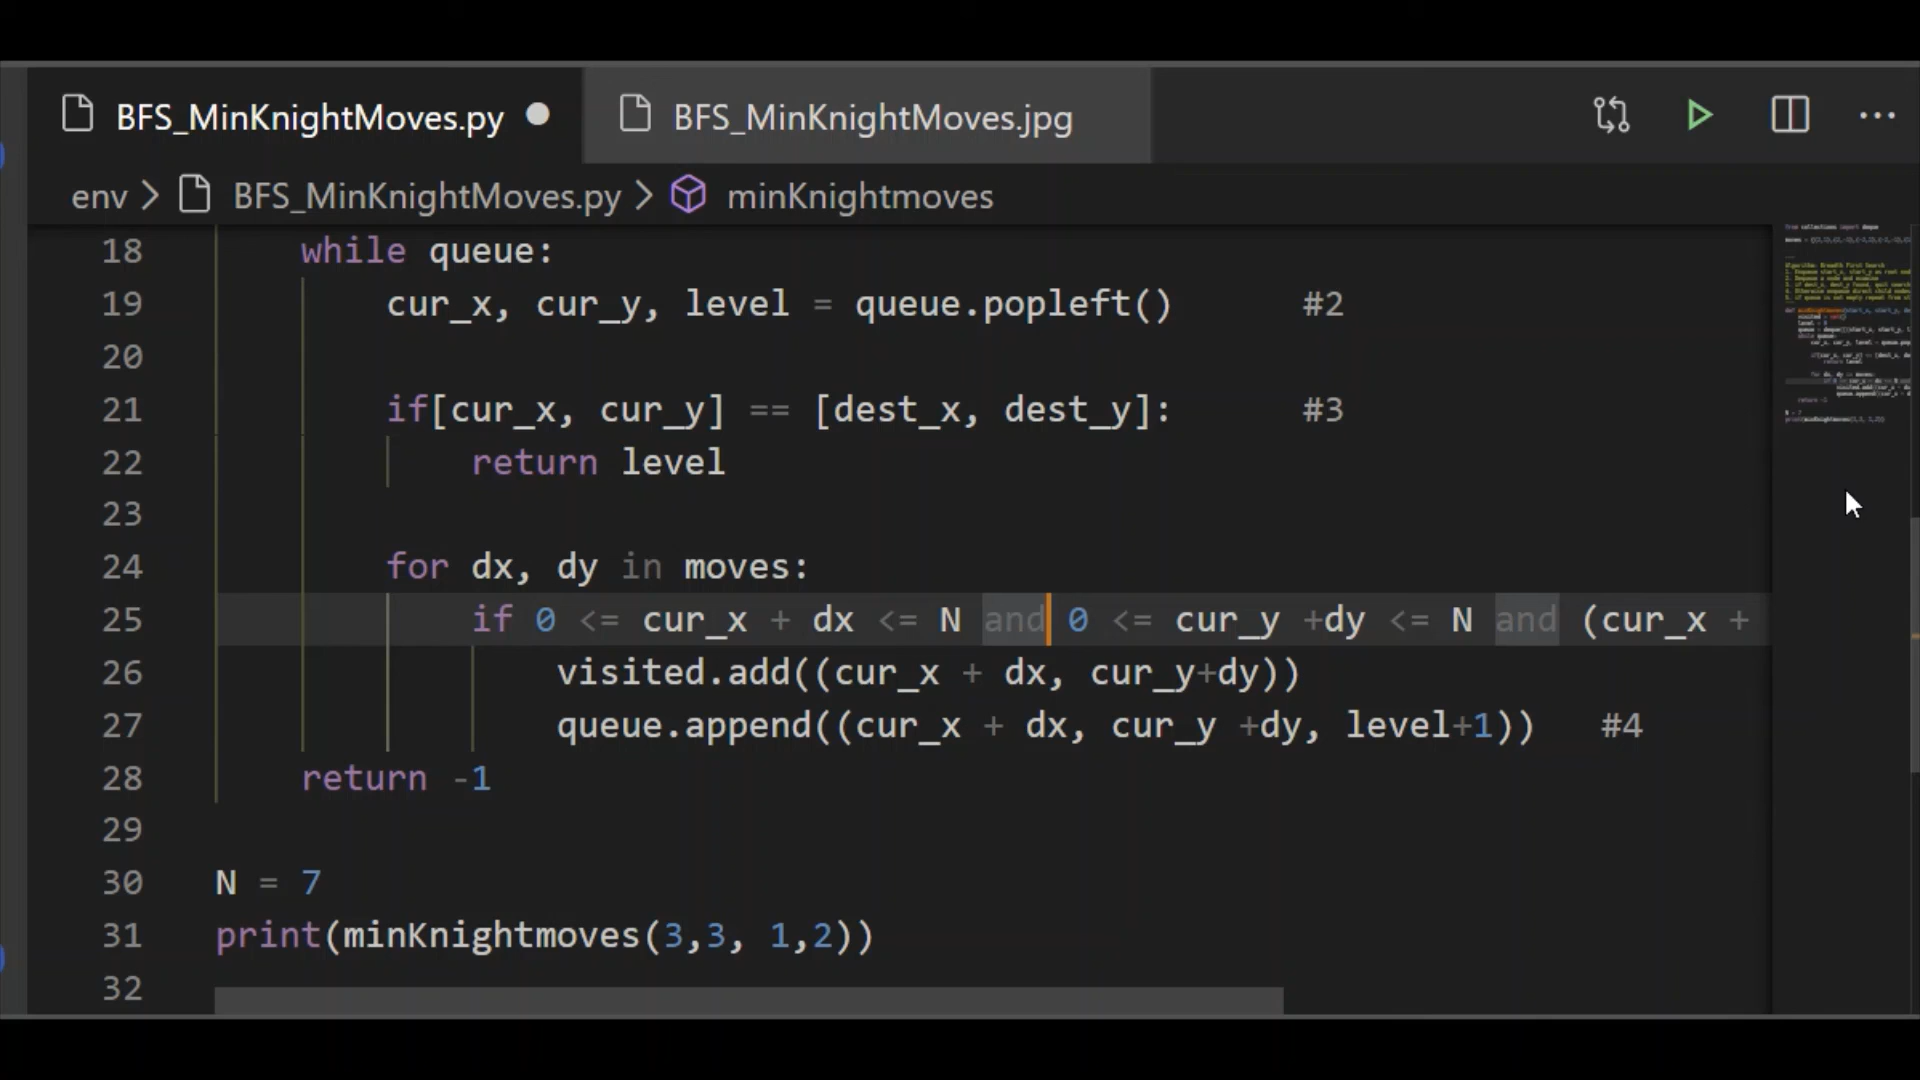 BFS_MinKnightMoves.py
BFS_MinKnightMoves.jpg
env > BFS_MinKnightMoves.py > minKnightmoves
18 while queue:
19 cur_x, cur_y, level = queue.popleft() #2
20
21 if[cur_x, cur_y] == [dest_x, dest_y]: #3
22 return level
23
24 for dx, dy in moves:
25 if 0 <= cur_x + dx <= N and 0 <= cur_y +dy <= N and (cur_x +
26 visited.add((cur_x + dx, cur_y+dy))
27 queue.append((cur_x + dx, cur_y +dy, level+1)) #4
28 return -1
29
30 N = 7
31 print(minKnightmoves(3,3, 1,2))
32